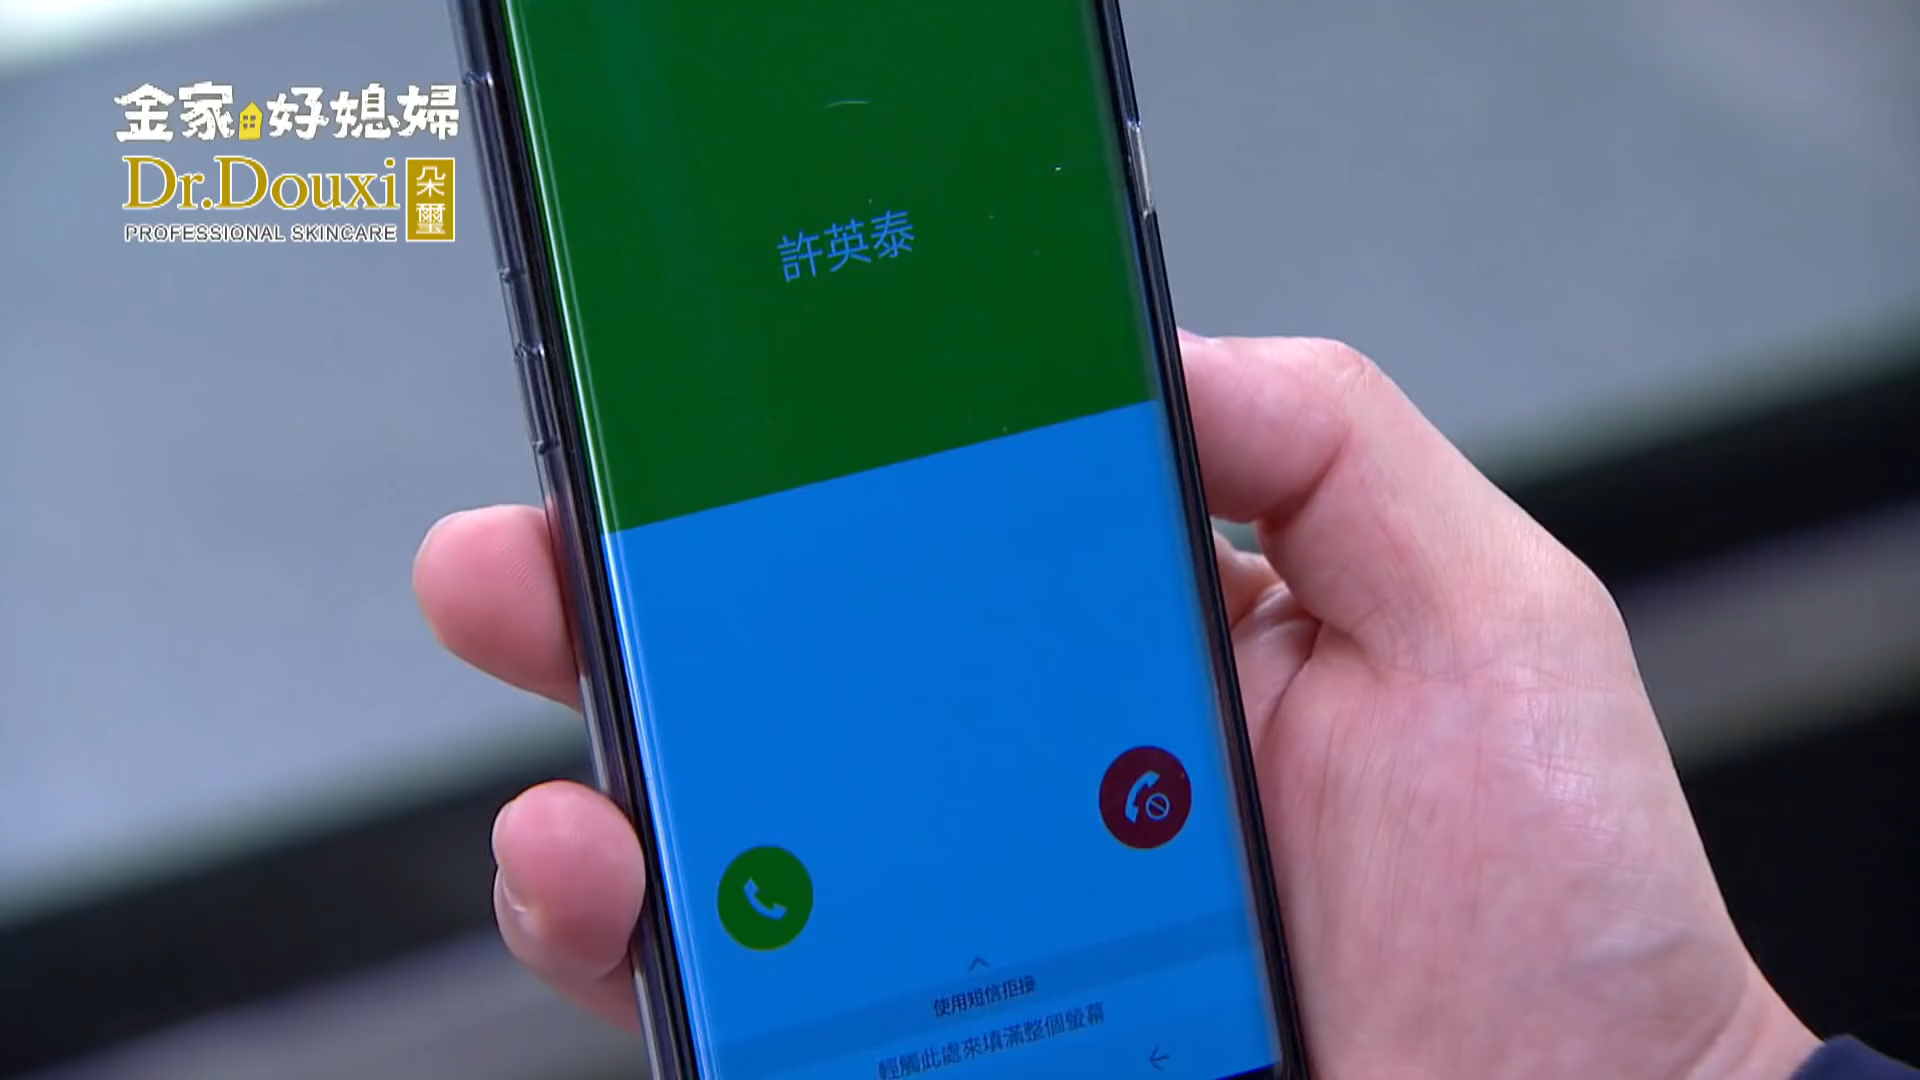 金家好媳婦
Dr.Douxi 朵璽
PROFESSIONAL SKINCARE
許英泰
使用短信拒接
輕觸此處來填滿整個螢幕